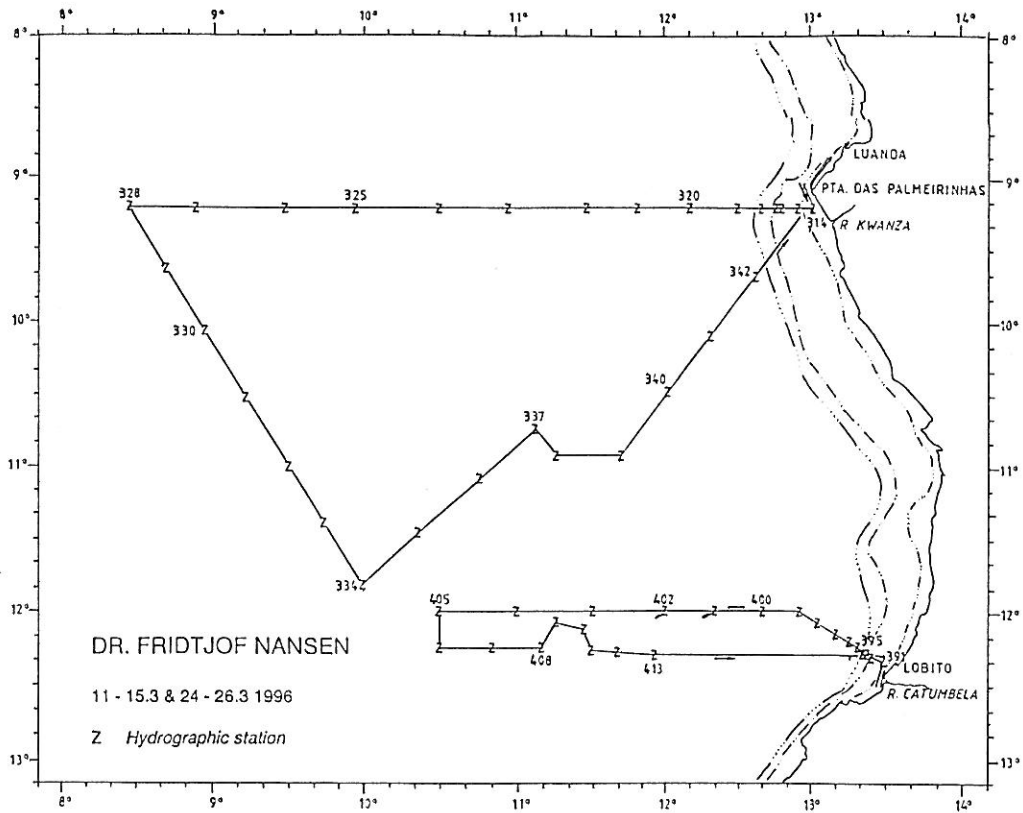 8° 9° 10° 11° 12° 13° 14°
8° 8°
LUANDA
9° 9°
328 325 320 PTA. DAS PALMEIRINHAS
314 R. KWANZA
342
10° 330 10°
340
337
11° 11°
334
12° 405 402 400 12°
395
408 413 391 LOBITO
R. CATUMBELA
DR. FRIDTJOF NANSEN
11 - 15.3 & 24 - 26.3 1996
Z Hydrographic station
13° 13°
8° 9° 10° 11° 12° 13° 14°